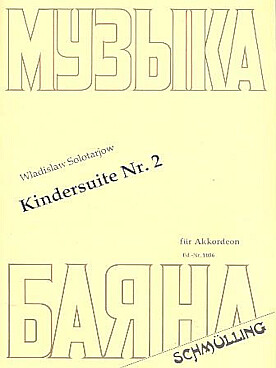 МУЗЫКА
Wladislaw Solotarjow
Kindersuite Nr. 2
für Akkordeon
БАЯНА
SCHMÜLLING